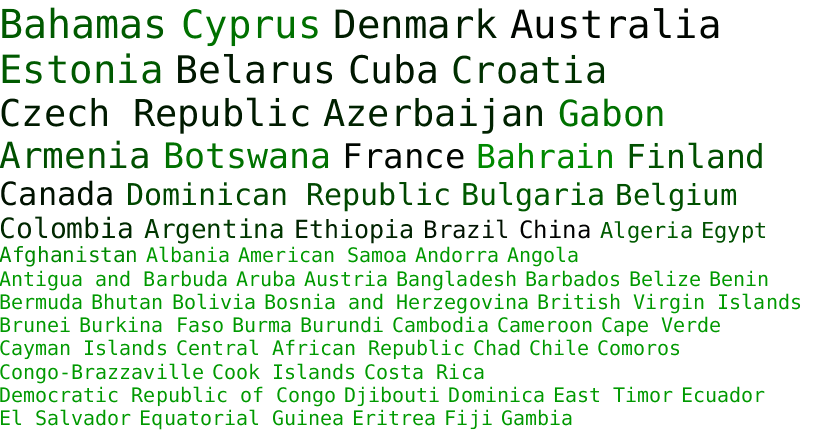 Bahamas Cyprus Denmark Australia
Estonia Belarus Cuba Croatia
Czech Republic Azerbaijan Gabon
Armenia Botswana France Bahrain Finland
Canada Dominican Republic Bulgaria Belgium
Colombia Argentina Ethiopia Brazil China Algeria Egypt
Afghanistan Albania American Samoa Andorra Angola
Antigua and Barbuda Aruba Austria Bangladesh Barbados Belize Benin
Bermuda Bhutan Bolivia Bosnia and Herzegovina British Virgin Islands
Brunei Burkina Faso Burma Burundi Cambodia Cameroon Cape Verde
Cayman Islands Central African Republic Chad Chile Comoros
Congo-Brazzaville Cook Islands Costa Rica
Democratic Republic of Congo Djibouti Dominica East Timor Ecuador
El Salvador Equatorial Guinea Eritrea Fiji Gambia